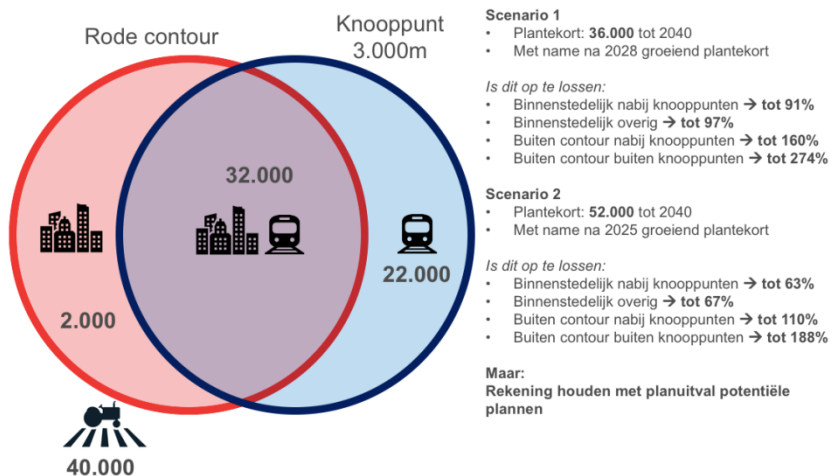 Rode contour
Knooppunt
3.000m
32.000
22.000
2.000
40.000
Scenario 1
• Plantekort: 36.000 tot 2040
• Met name na 2028 groeiend plantekort
Is dit op te lossen:
• Binnenstedelijk nabij knooppunten → tot 91%
• Binnenstedelijk overig → tot 97%
• Buiten contour nabij knooppunten → tot 160%
• Buiten contour buiten knooppunten → tot 274%
Scenario 2
• Plantekort: 52.000 tot 2040
• Met name na 2025 groeiend plantekort
Is dit op te lossen:
• Binnenstedelijk nabij knooppunten → tot 63%
• Binnenstedelijk overig → tot 67%
• Buiten contour nabij knooppunten → tot 110%
• Buiten contour buiten knooppunten → tot 188%
Maar:
Rekening houden met planuitval potentiële
plannen